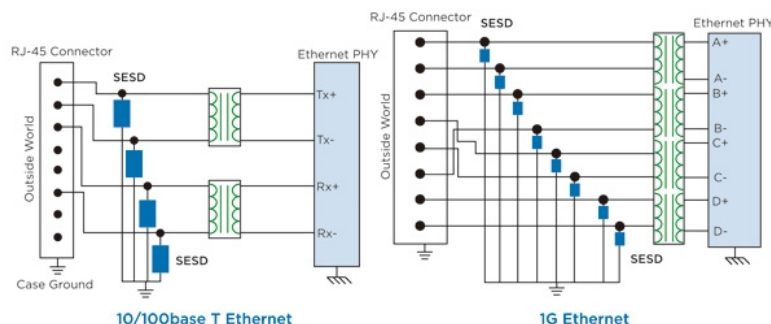 RJ-45 Connector
SESD
Ethernet PHY
Outside World
Tx+
Tx-
Rx+
Rx-
SESD
Case Ground
10/100base T Ethernet
RJ-45 Connector
SESD
Ethernet PHY
Outside World
A+
A-
B+
B-
C+
C-
D+
D-
SESD
1G Ethernet